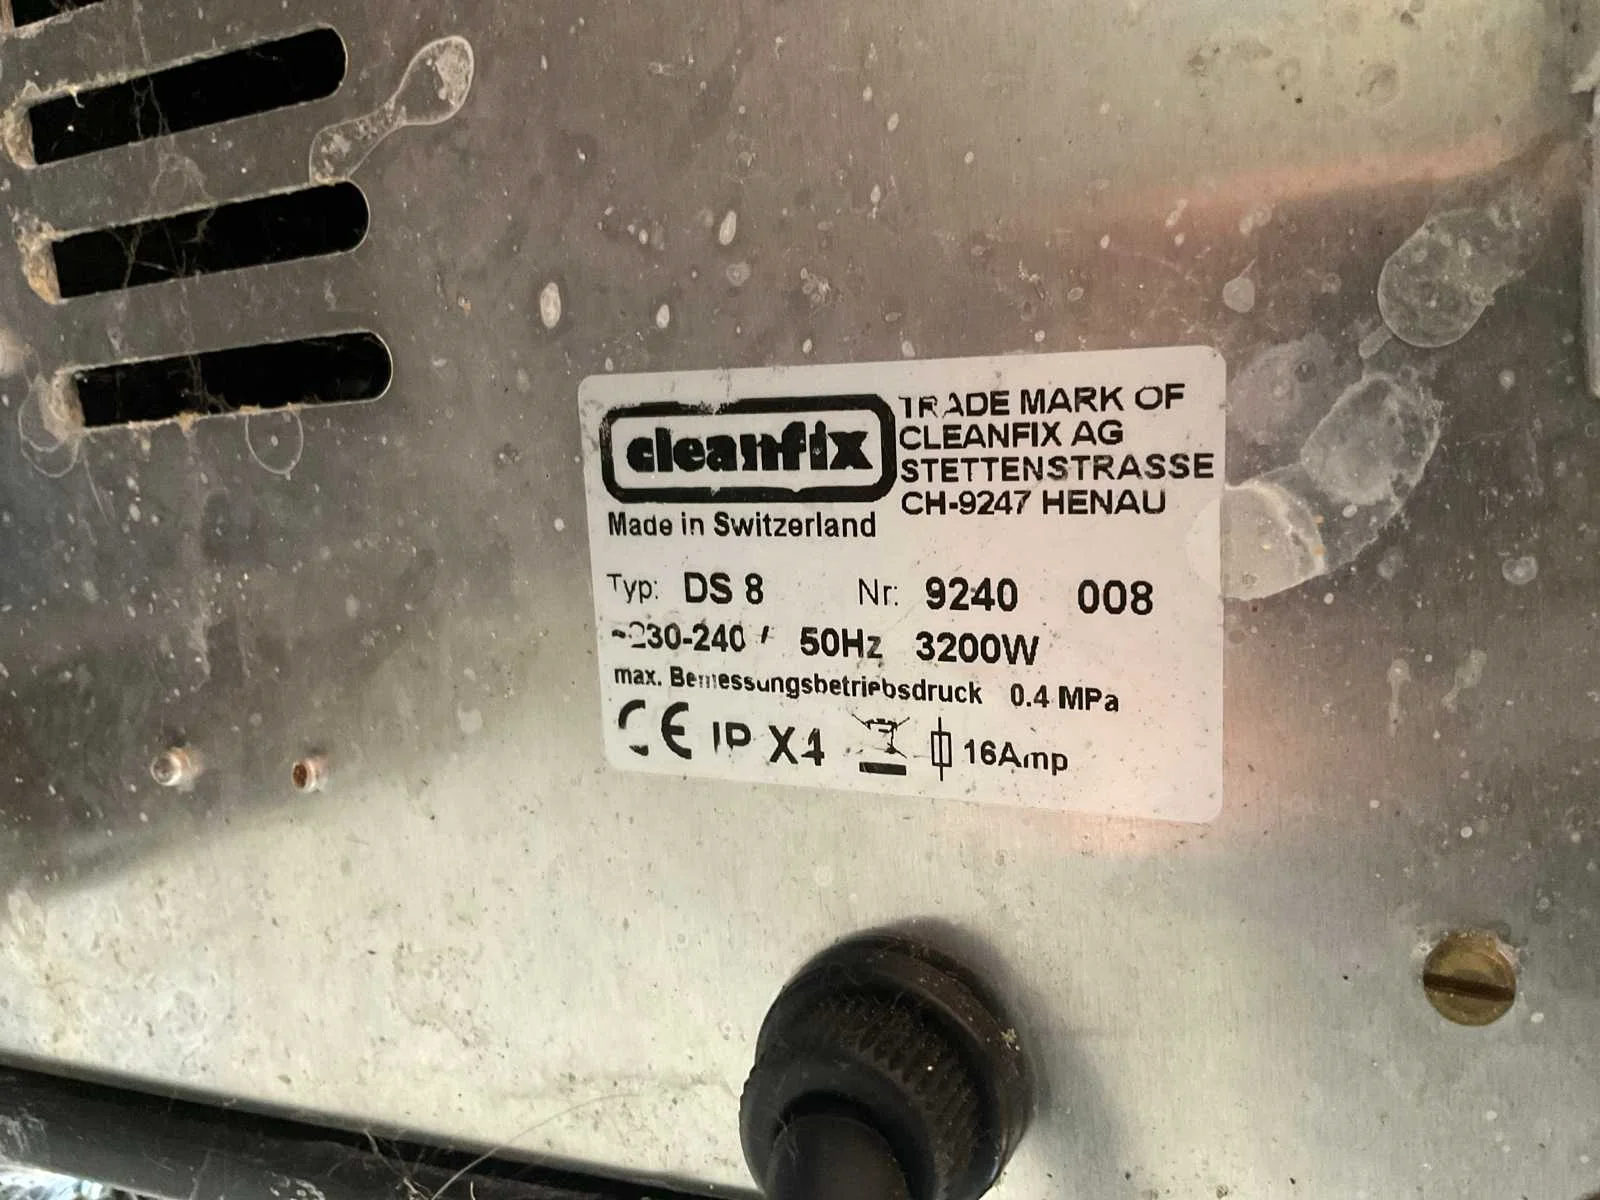 cleanfix
TRADE MARK OF
CLEANFIX AG
STETTENSTRASSE
CH-9247 HENAU
Made in Switzerland
Typ: DS 8 Nr: 9240 008
~230-240 / 50Hz 3200W
max. Bemessungsbetriebsdruck 0.4 MPa
CE IP X4 16Amp